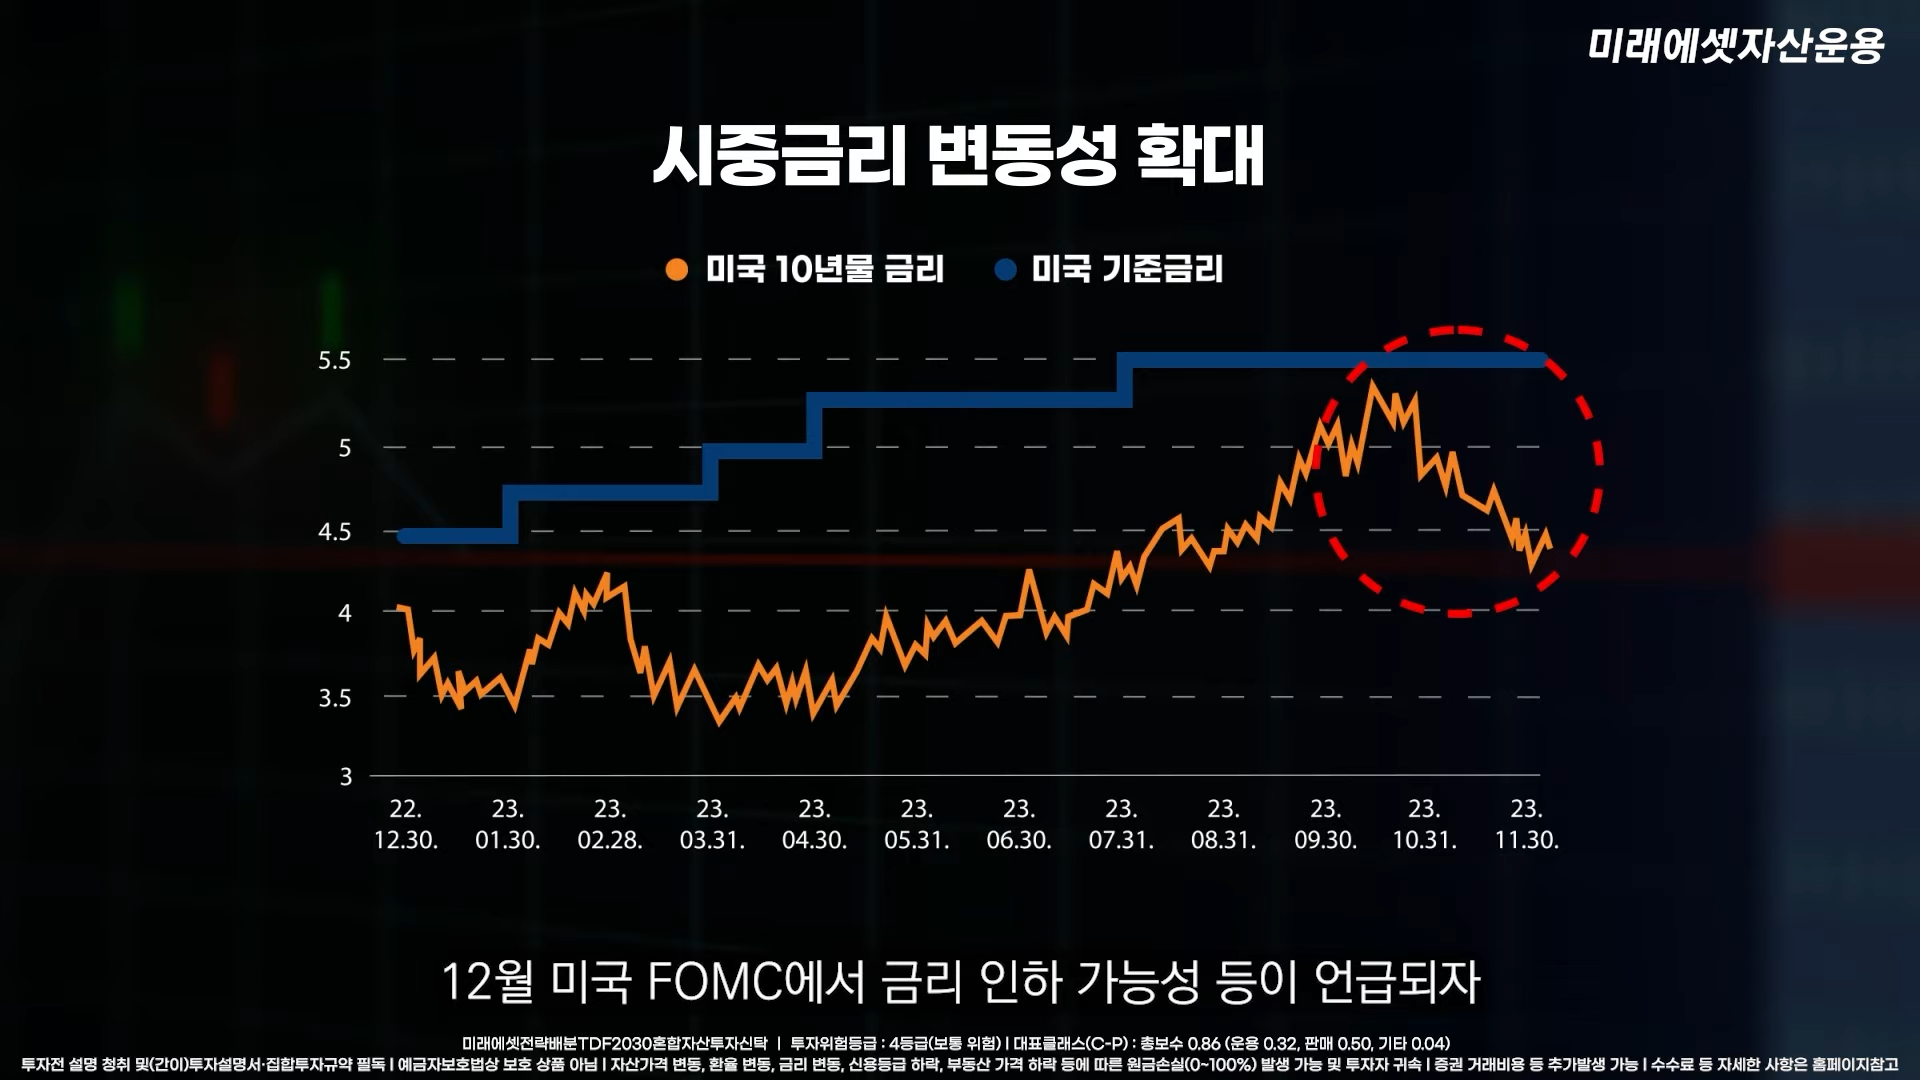 미래에셋자산운용
시중금리 변동성 확대
미국 10년물 금리 미국 기준금리
5.5
5
4.5
4
3.5
3
22. 23. 23. 23. 23. 23. 23. 23. 23. 23. 23. 23.
12.30. 01.30. 02.28. 03.31. 04.30. 05.31. 06.30. 07.31. 08.31. 09.30. 10.31. 11.30.
12월 미국 FOMC에서 금리 인하 가능성 등이 언급되자
미래에셋전략배분TDF2030혼합자산투자신탁 ㅣ 투자위험등급 : 4등급(보통 위험) l 대표클래스(C-P) : 총보수 0.86 (운용 0.32, 판매 0.50, 기타 0.04)
투자전 설명 청취 및(간이)투자설명서·집합투자규약 필독 l 예금자보호법상 보호 상품 아님 l 자산가격 변동, 환율 변동, 금리 변동, 신용등급 하락, 부동산 가격 하락 등에 따른 원금손실(0~100%) 발생 가능 및 투자자 귀속 l 증권 거래비용 등 추가발생 가능 l 수수료 등 자세한 사항은 홈페이지참고